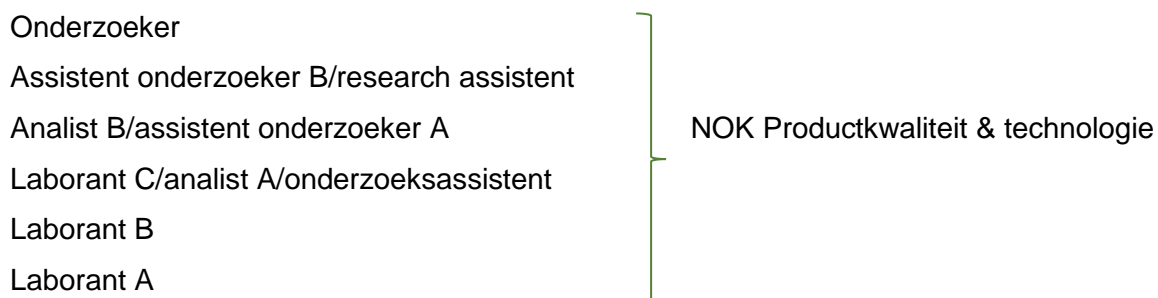 Onderzoeker
Assistent onderzoeker B/research assistent
Analist B/assistent onderzoeker A
NOK Productkwaliteit & technologie
Laborant C/analist A/onderzoeksassistent
Laborant B
Laborant A